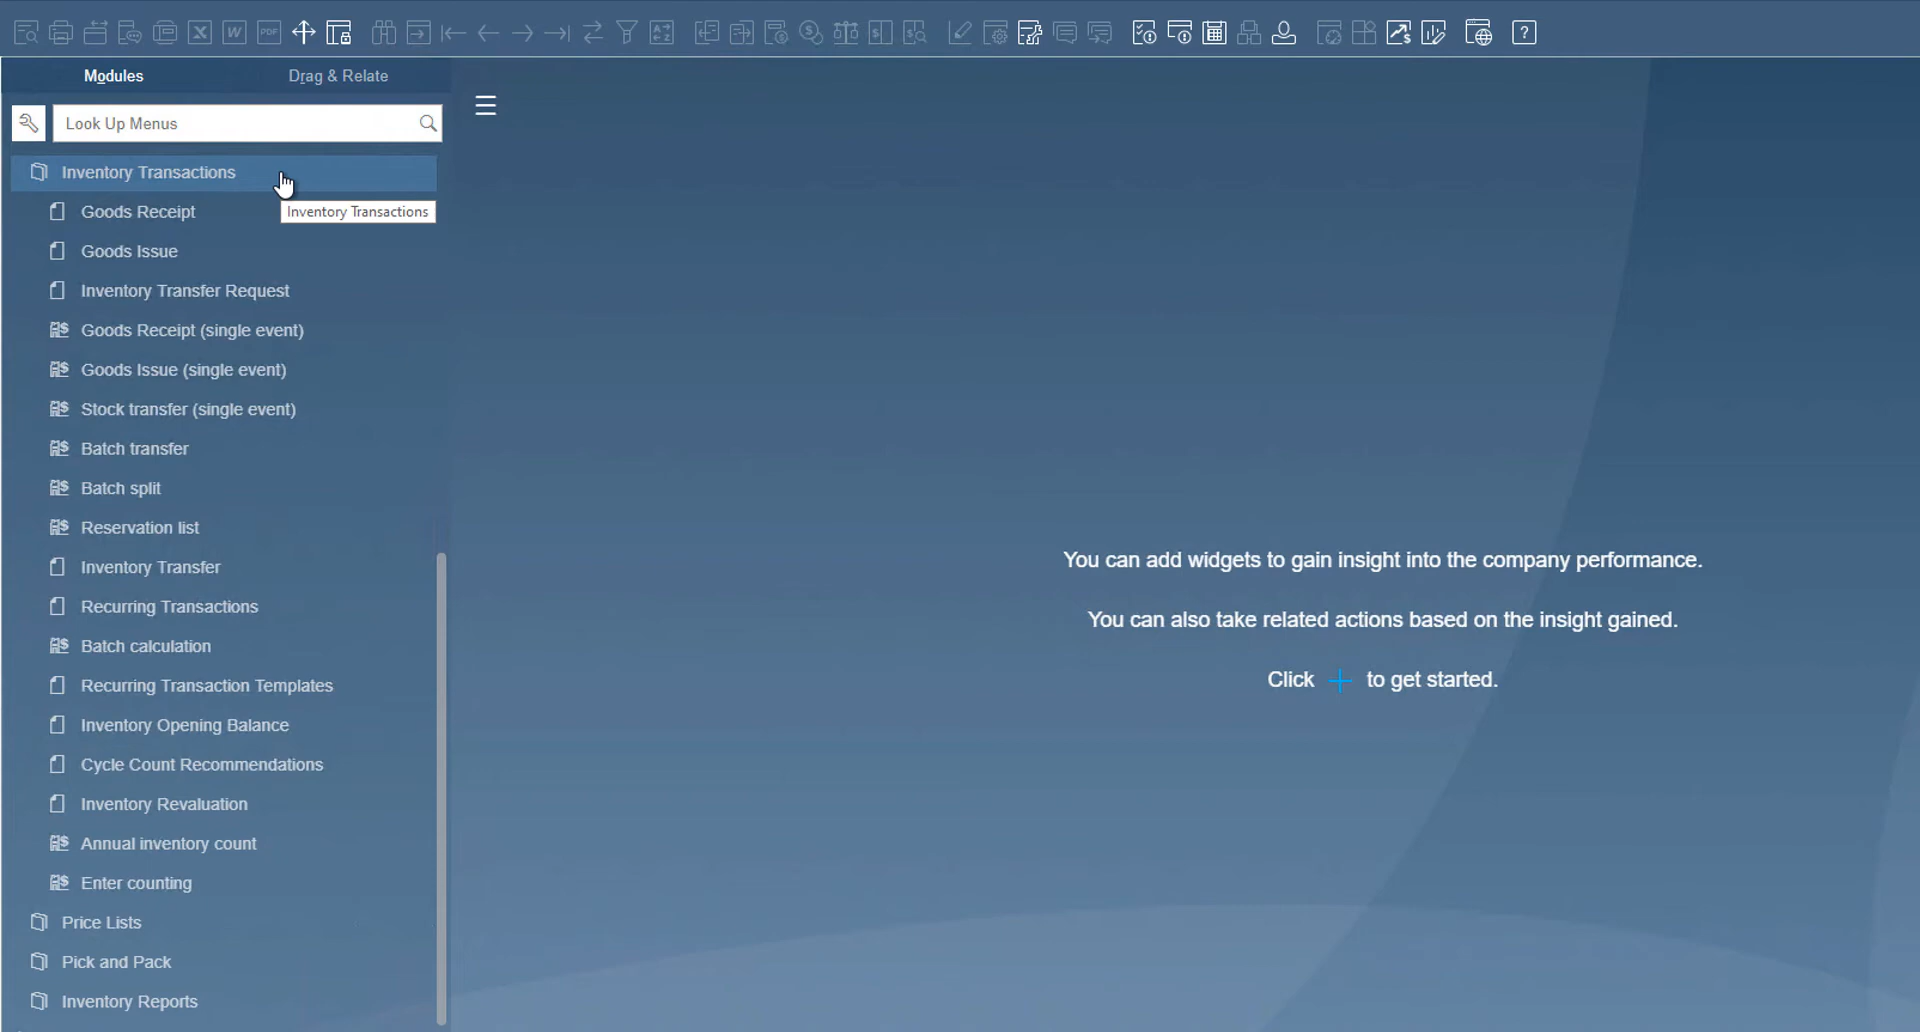 Modules
Drag & Relate
Look Up Menus
Inventory Transactions
Inventory Transactions
Goods Receipt
Goods Issue
Inventory Transfer Request
Goods Receipt (single event)
Goods Issue (single event)
Stock transfer (single event)
Batch transfer
Batch split
Reservation list
Inventory Transfer
Recurring Transactions
Batch calculation
Recurring Transaction Templates
Inventory Opening Balance
Cycle Count Recommendations
Inventory Revaluation
Annual inventory count
Enter counting
Price Lists
Pick and Pack
Inventory Reports
You can add widgets to gain insight into the company performance.
You can also take related actions based on the insight gained.
Click + to get started.